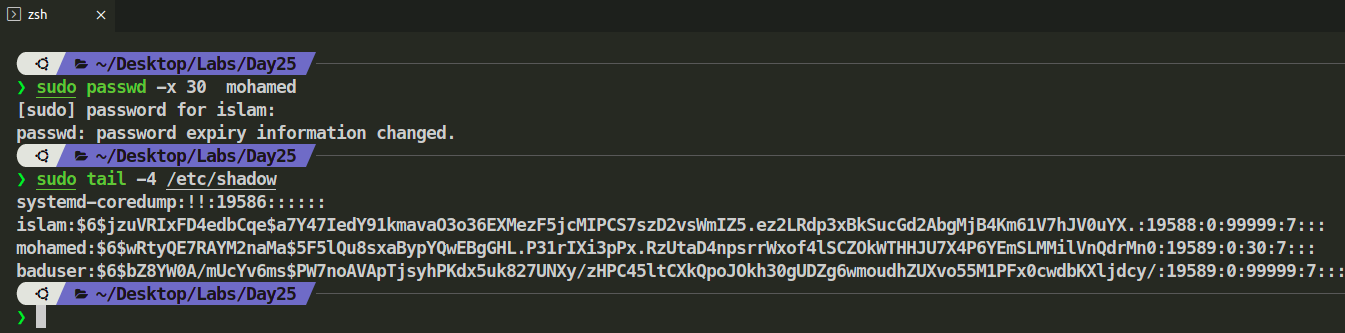 zsh ×
~/Desktop/Labs/Day25
❯ sudo passwd -x 30  mohamed
[sudo] password for islam:
passwd: password expiry information changed.
~/Desktop/Labs/Day25
❯ sudo tail -4 /etc/shadow
systemd-coredump:!!:19586::::::
islam:$6$jzuVRIxFD4edbCqe$a7Y47IedY91kmavaO3o36EXMezF5jcMIPCS7szD2vsWmIZ5.ez2LRdp3xBkSucGd2AbgMjB4Km61V7hJV0uYX.:19588:0:99999:7:::
mohamed:$6$wRtyQE7RAYM2naMa$5F5lQu8sxaBypYQwEBgGHL.P31rIXi3pPx.RzUtaD4npsrrWxof4lSCZOkWTHHJU7X4P6YEmSLMMilVnQdrMn0:19589:0:30:7:::
baduser:$6$bZ8YW0A/mUcYv6ms$PW7noAVApTjsyhPKdx5uk827UNXy/zHPC45ltCXkQpoJOkh30gUDZg6wmoudhZUXvo55M1PFx0cwdbKXljdcy/:19589:0:99999:7:::
~/Desktop/Labs/Day25
❯